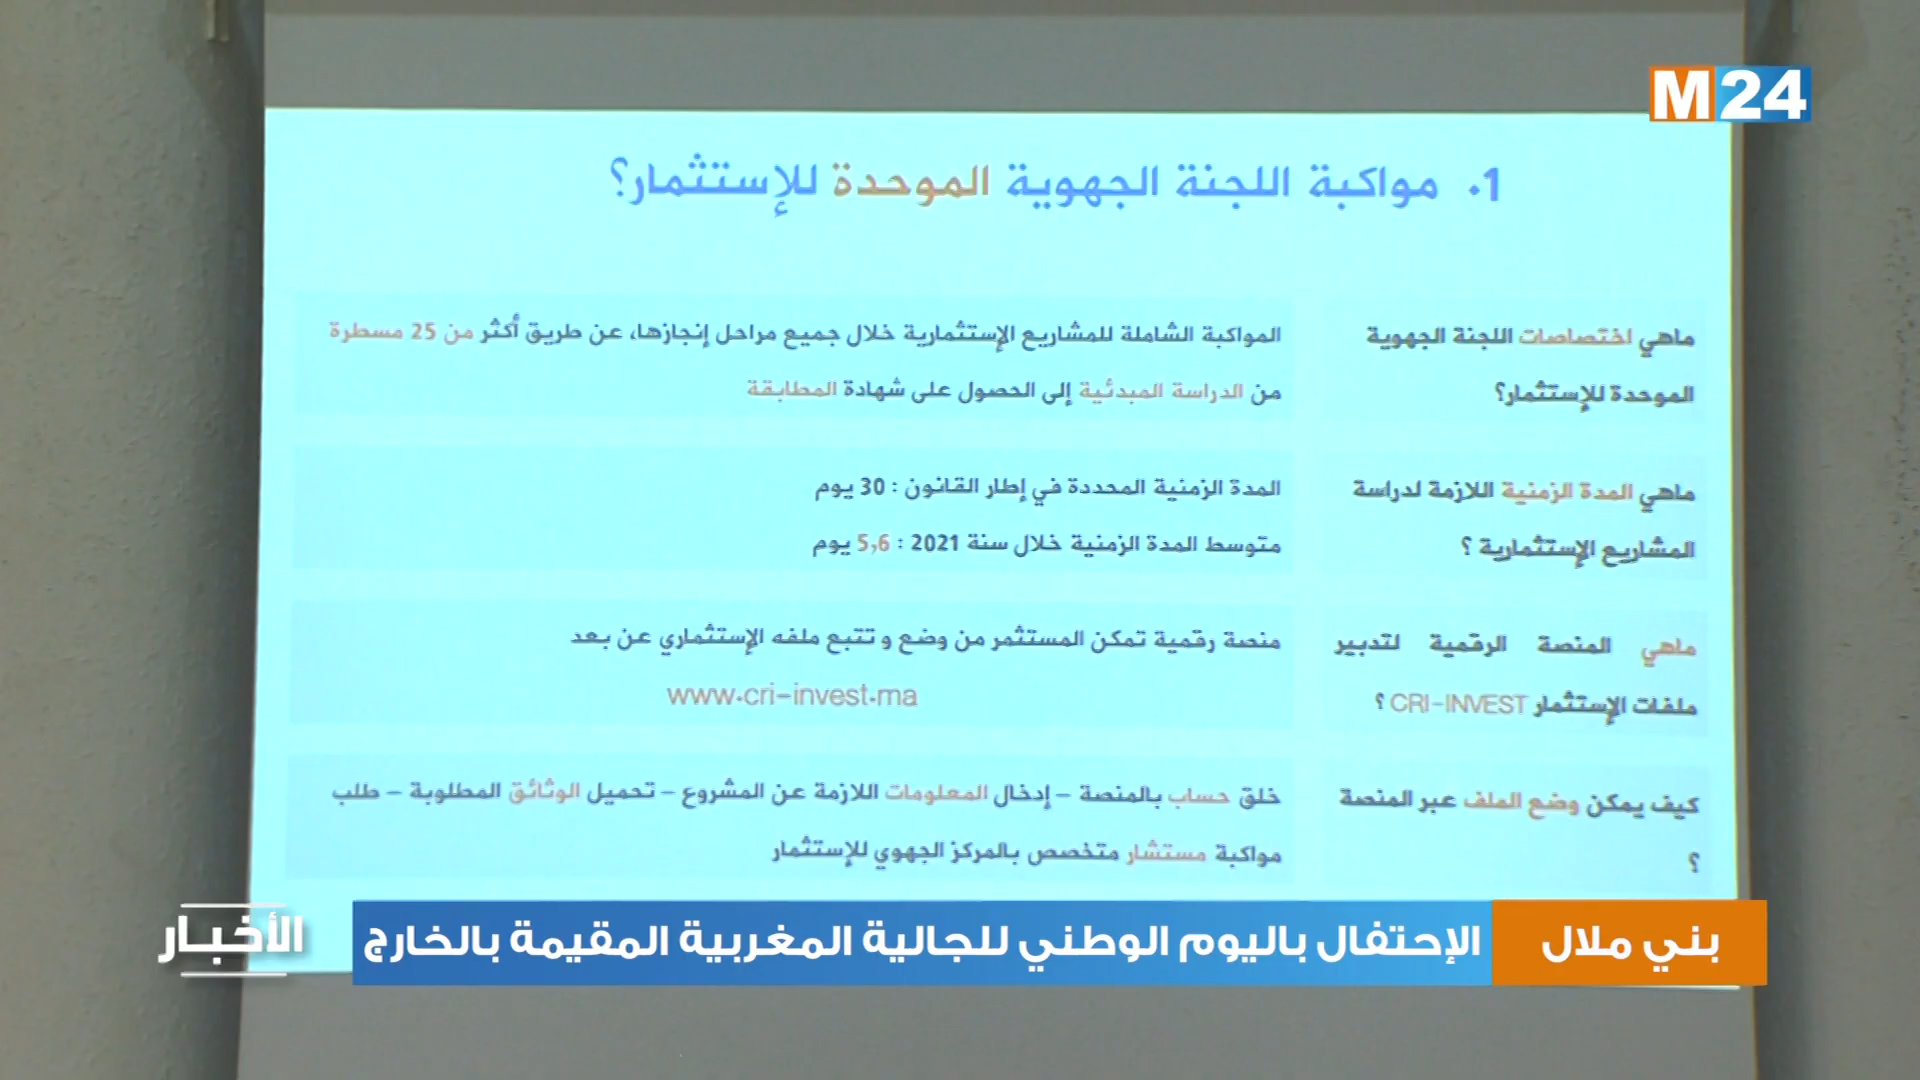 M24
1. مواكبة اللجنة الجهوية الموحدة للإستثمار؟
ماهي اختصاصات اللجنة الجهوية
الموحدة للإستثمار؟
المواكبة الشاملة للمشاريع الإستثمارية خلال جميع مراحل إنجازها، عن طريق أكثر من 25 مسطرة
من الدراسة المبدئية إلى الحصول على شهادة المطابقة
ماهي المدة الزمنية اللازمة لدراسة
المشاريع الإستثمارية ؟
المدة الزمنية المحددة في إطار القانون : 30 يوم
متوسط المدة الزمنية خلال سنة 2021 : 5,6 يوم
ماهي المنصة الرقمية لتدبير
ملفات الإستثمار CRI-INVEST ؟
منصة رقمية تمكن المستثمر من وضع و تتبع ملفه الإستثماري عن بعد
www.cri-invest.ma
كيف يمكن وضع الملف عبر المنصة
؟
خلق حساب بالمنصة – إدخال المعلومات اللازمة عن المشروع – تحميل الوثائق المطلوبة – طلب
مواكبة مستشار متخصص بالمركز الجهوي للإستثمار
بني ملال
الإحتفال باليوم الوطني للجالية المغربية المقيمة بالخارج
الأخبار